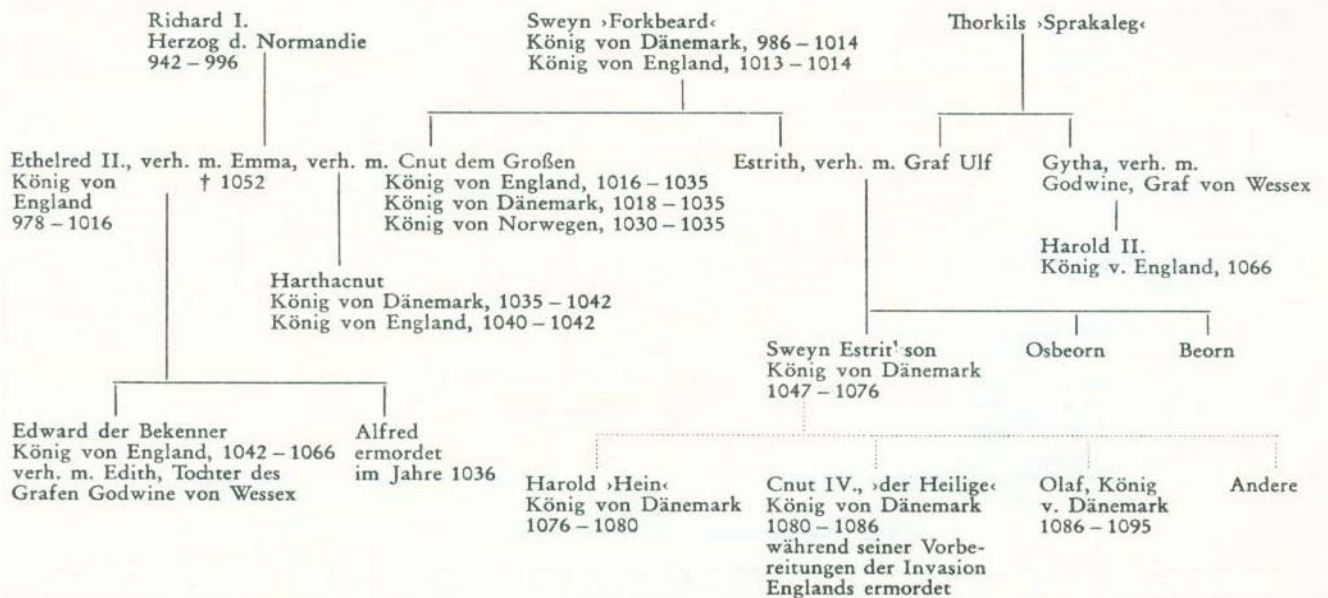 Richard I.
Herzog d. Normandie
942 – 996
Sweyn ›Forkbeard‹
König von Dänemark, 986 – 1014
König von England, 1013 – 1014
Thorkils ›Sprakaleg‹
Ethelred II., verh. m. Emma, verh. m. Cnut dem Großen
König von
England
978 – 1016
† 1052
König von England, 1016 – 1035
König von Dänemark, 1018 – 1035
König von Norwegen, 1030 – 1035
Estrith, verh. m. Graf Ulf
Gytha, verh. m.
Godwine, Graf von Wessex
Harold II.
König v. England, 1066
Harthacnut
König von Dänemark, 1035 – 1042
König von England, 1040 – 1042
Sweyn Estrit' son
König von Dänemark
1047 – 1076
Osbeorn
Beorn
Edward der Bekenner
König von England, 1042 – 1066
verh. m. Edith, Tochter des
Grafen Godwine von Wessex
Alfred
ermordet
im Jahre 1036
Harold ›Hein‹
König von Dänemark
1076 – 1080
Cnut IV., ›der Heilige‹
König von Dänemark
1080 – 1086
während seiner Vorbe-
reitungen der Invasion
Englands ermordet
Olaf, König
v. Dänemark
1086 – 1095
Andere